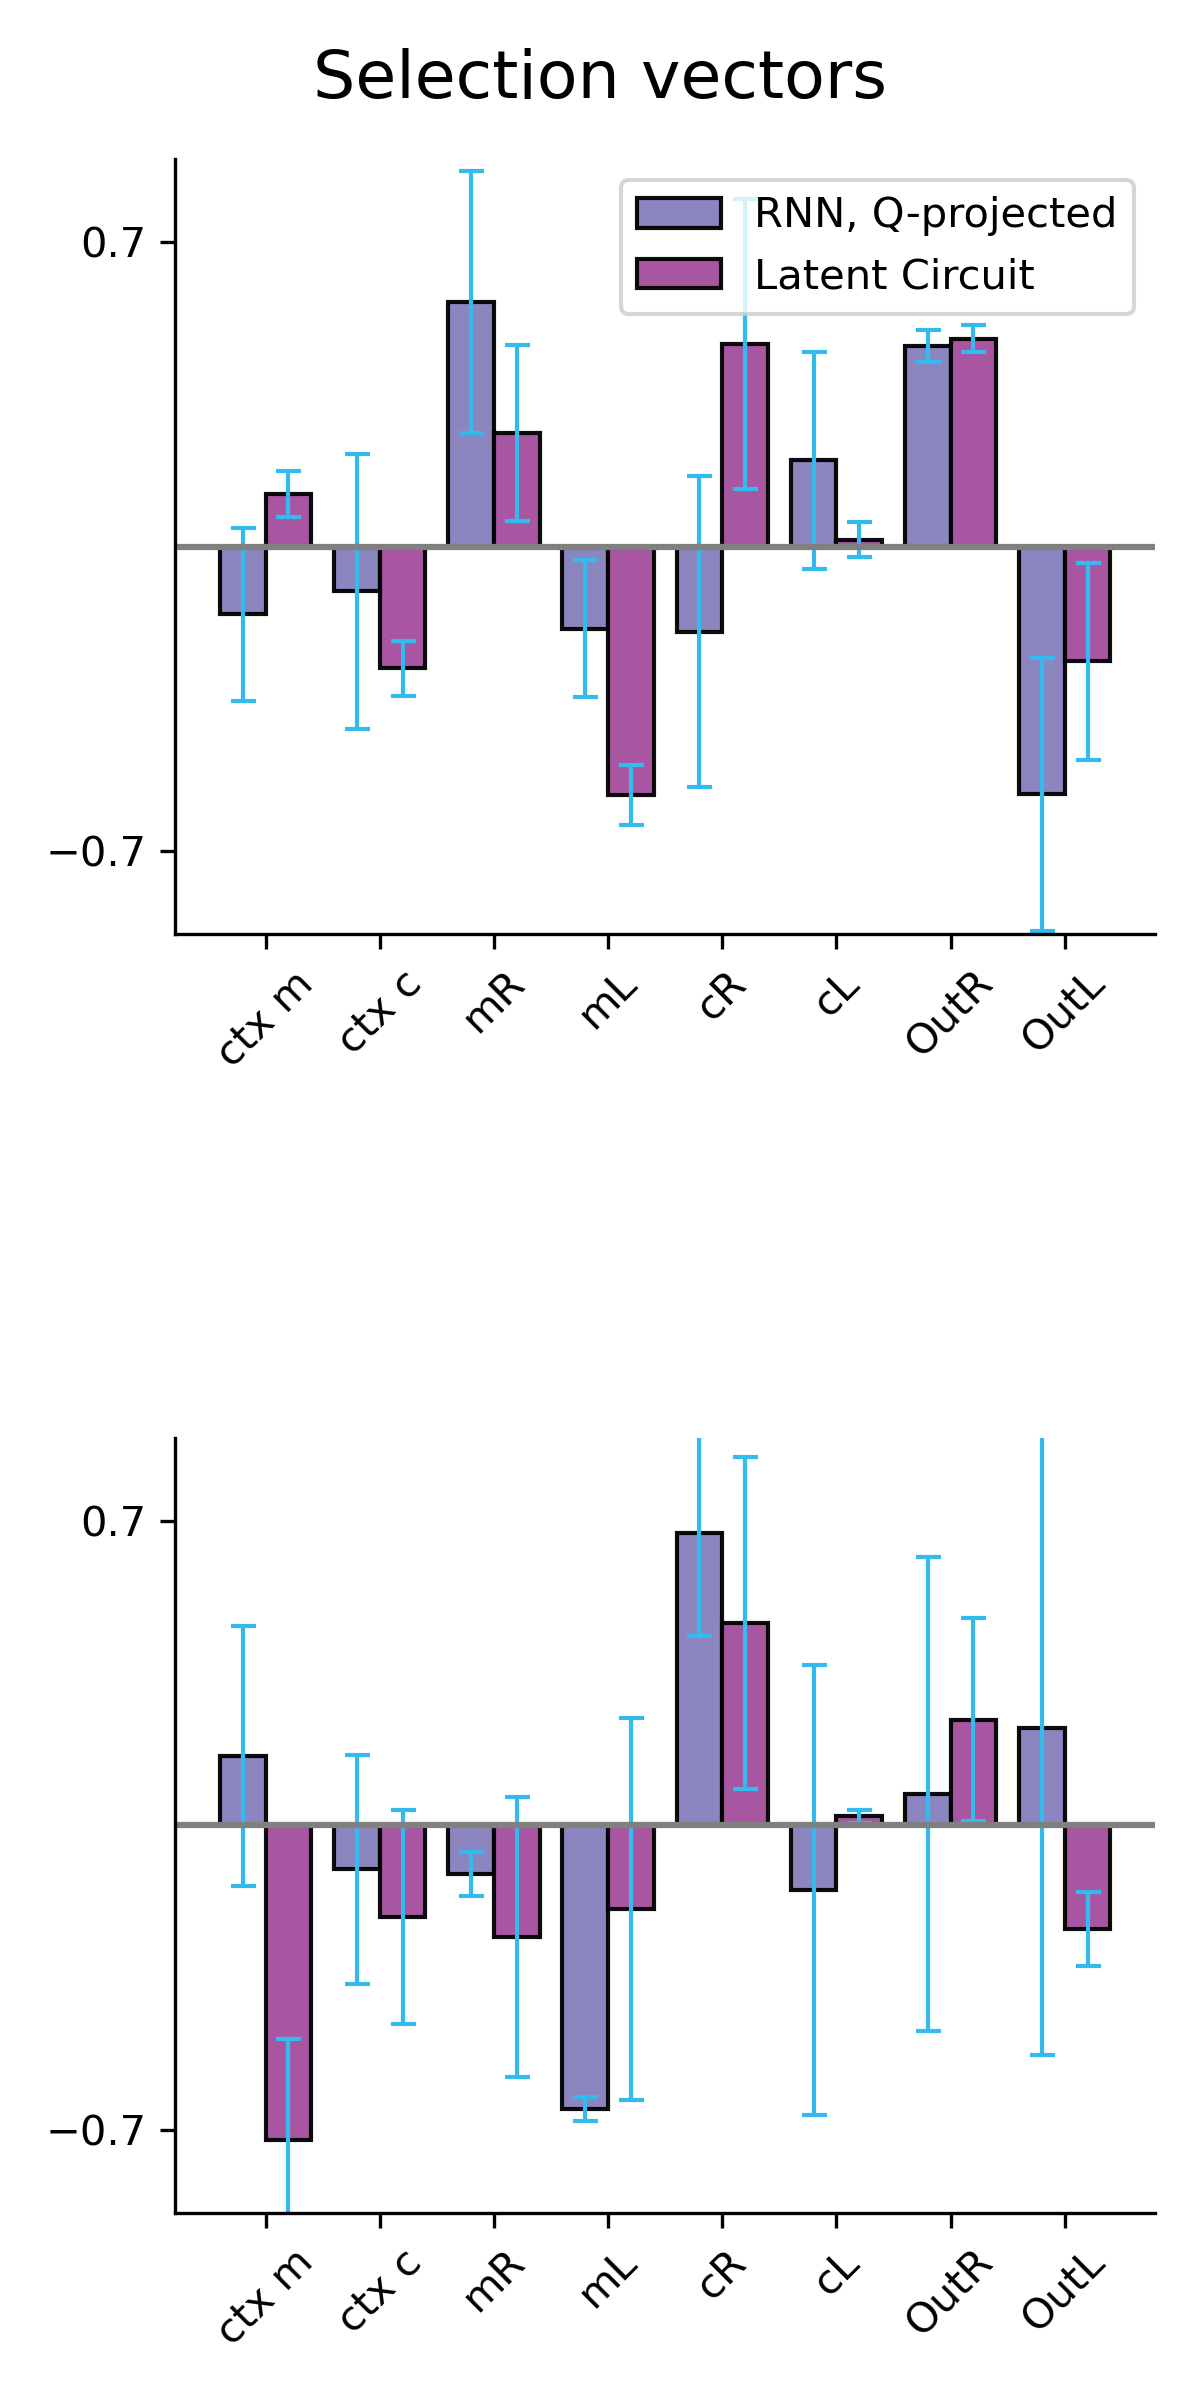 Selection vectors
RNN, Q-projected
Latent Circuit
0.7
−0.7
ctx m
ctx c
mR
mL
cR
cL
OutR
OutL
0.7
−0.7
ctx m
ctx c
mR
mL
cR
cL
OutR
OutL